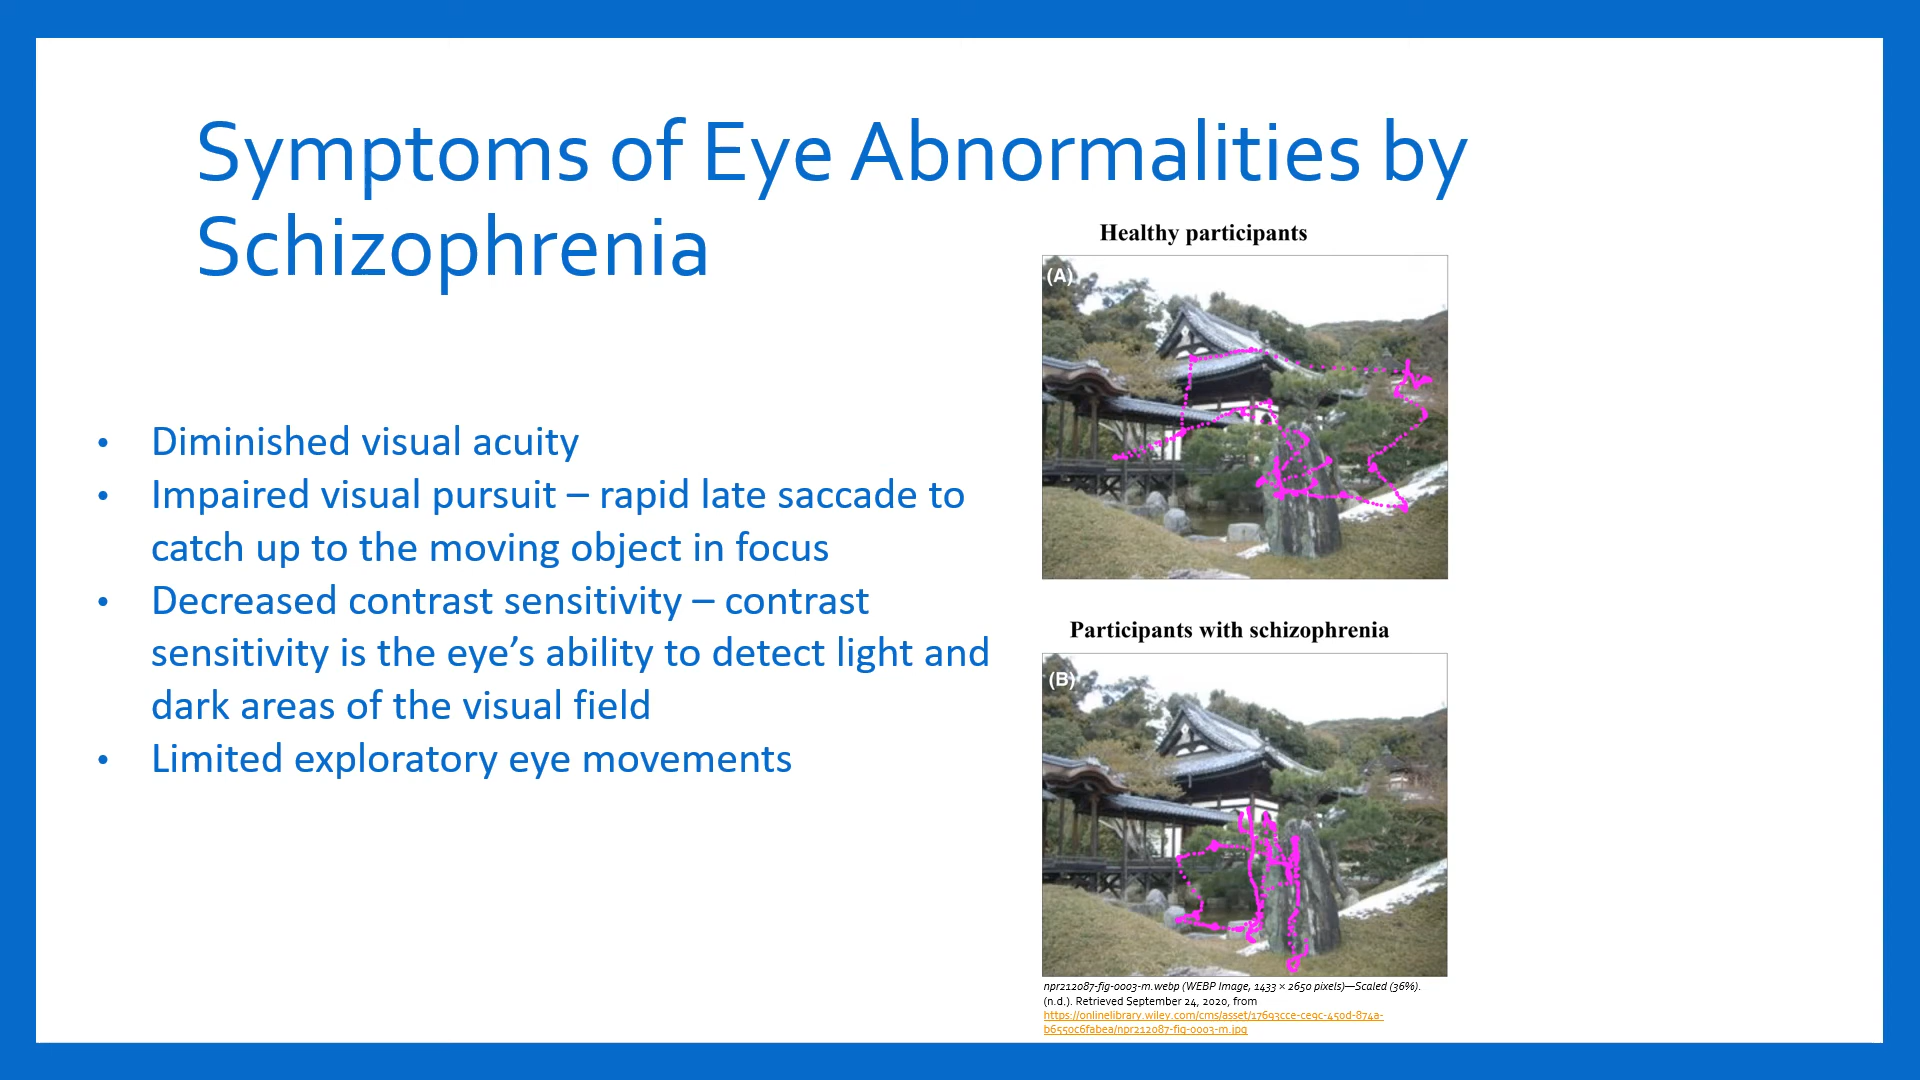 Symptoms of Eye Abnormalities by
Schizophrenia
• Diminished visual acuity
• Impaired visual pursuit – rapid late saccade to
catch up to the moving object in focus
• Decreased contrast sensitivity – contrast
sensitivity is the eye’s ability to detect light and
dark areas of the visual field
• Limited exploratory eye movements
Healthy participants
(A)
Participants with schizophrenia
(B)
npr212087-fig-0003-m.webp (WEBP Image, 1433 × 2650 pixels)—Scaled (36%).
(n.d.). Retrieved September 24, 2020, from
https://onlinelibrary.wiley.com/cms/asset/17693cce-ce9c-450d-874a-
b6550c6fabea/npr212087-fig-0003-m.jpg